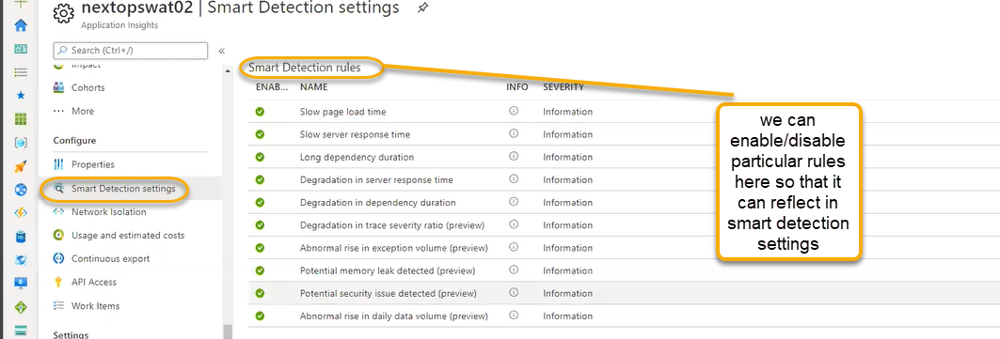 nextopswat02 | Smart Detection settings
Application Insights
Search (Ctrl+/)
«
Impact
Cohorts
... More
Configure
Properties
Smart Detection settings
Network Isolation
Usage and estimated costs
Continuous export
API Access
Work Items
Settings
Smart Detection rules
ENAB... NAME INFO SEVERITY
Slow page load time Information
Slow server response time Information
Long dependency duration Information
Degradation in server response time Information
Degradation in dependency duration Information
Degradation in trace severity ratio (preview) Information
Abnormal rise in exception volume (preview) Information
Potential memory leak detected (preview) Information
Potential security issue detected (preview) Information
Abnormal rise in daily data volume (preview) Information
we can
enable/disable
particular rules
here so that it
can reflect in
smart detection
settings